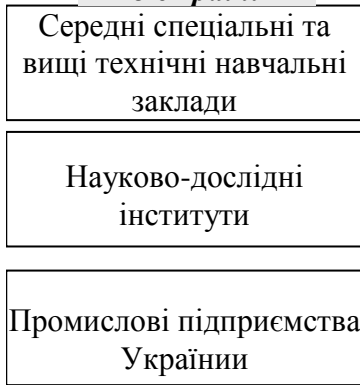 Середні спеціальні та
вищі технічні навчальні
заклади
Науково-дослідні
інститути
Промислові підприємства
Українии